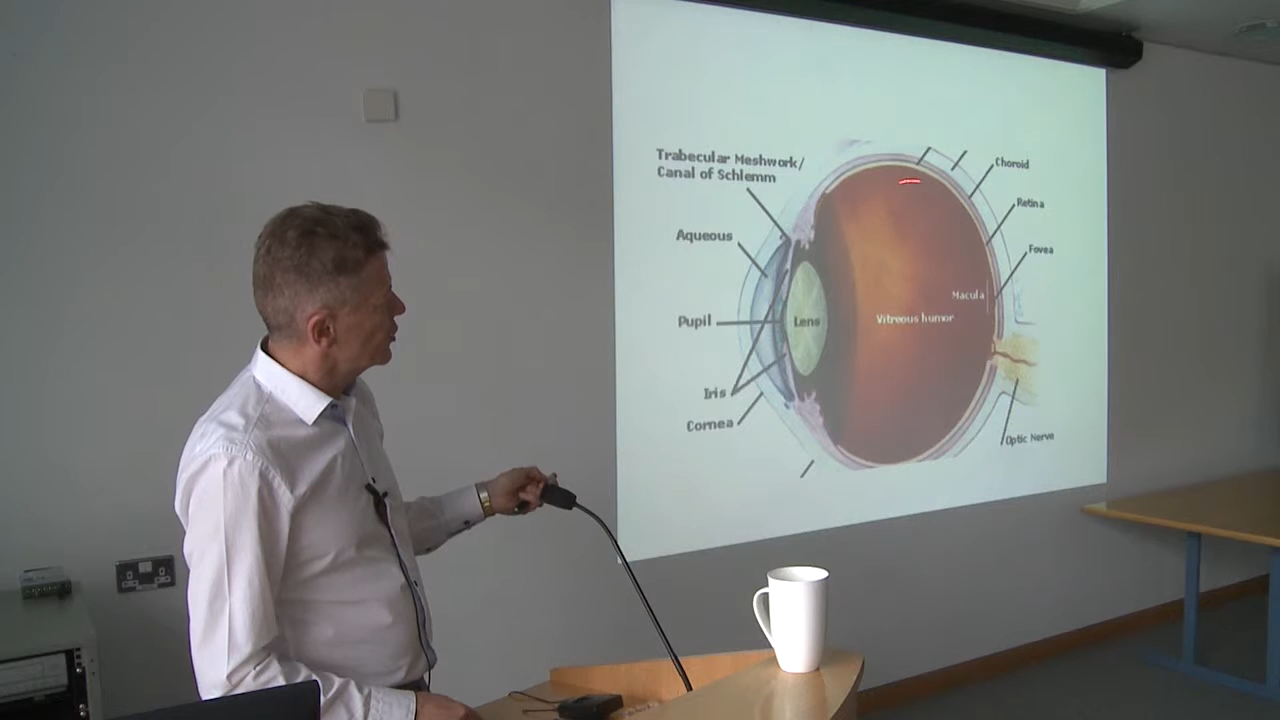 Trabecular Meshwork/
Canal of Schlemm
Aqueous
Pupil
Iris
Cornea
Lens
Vitreous humor
Macula
Choroid
Retina
Fovea
Optic Nerve